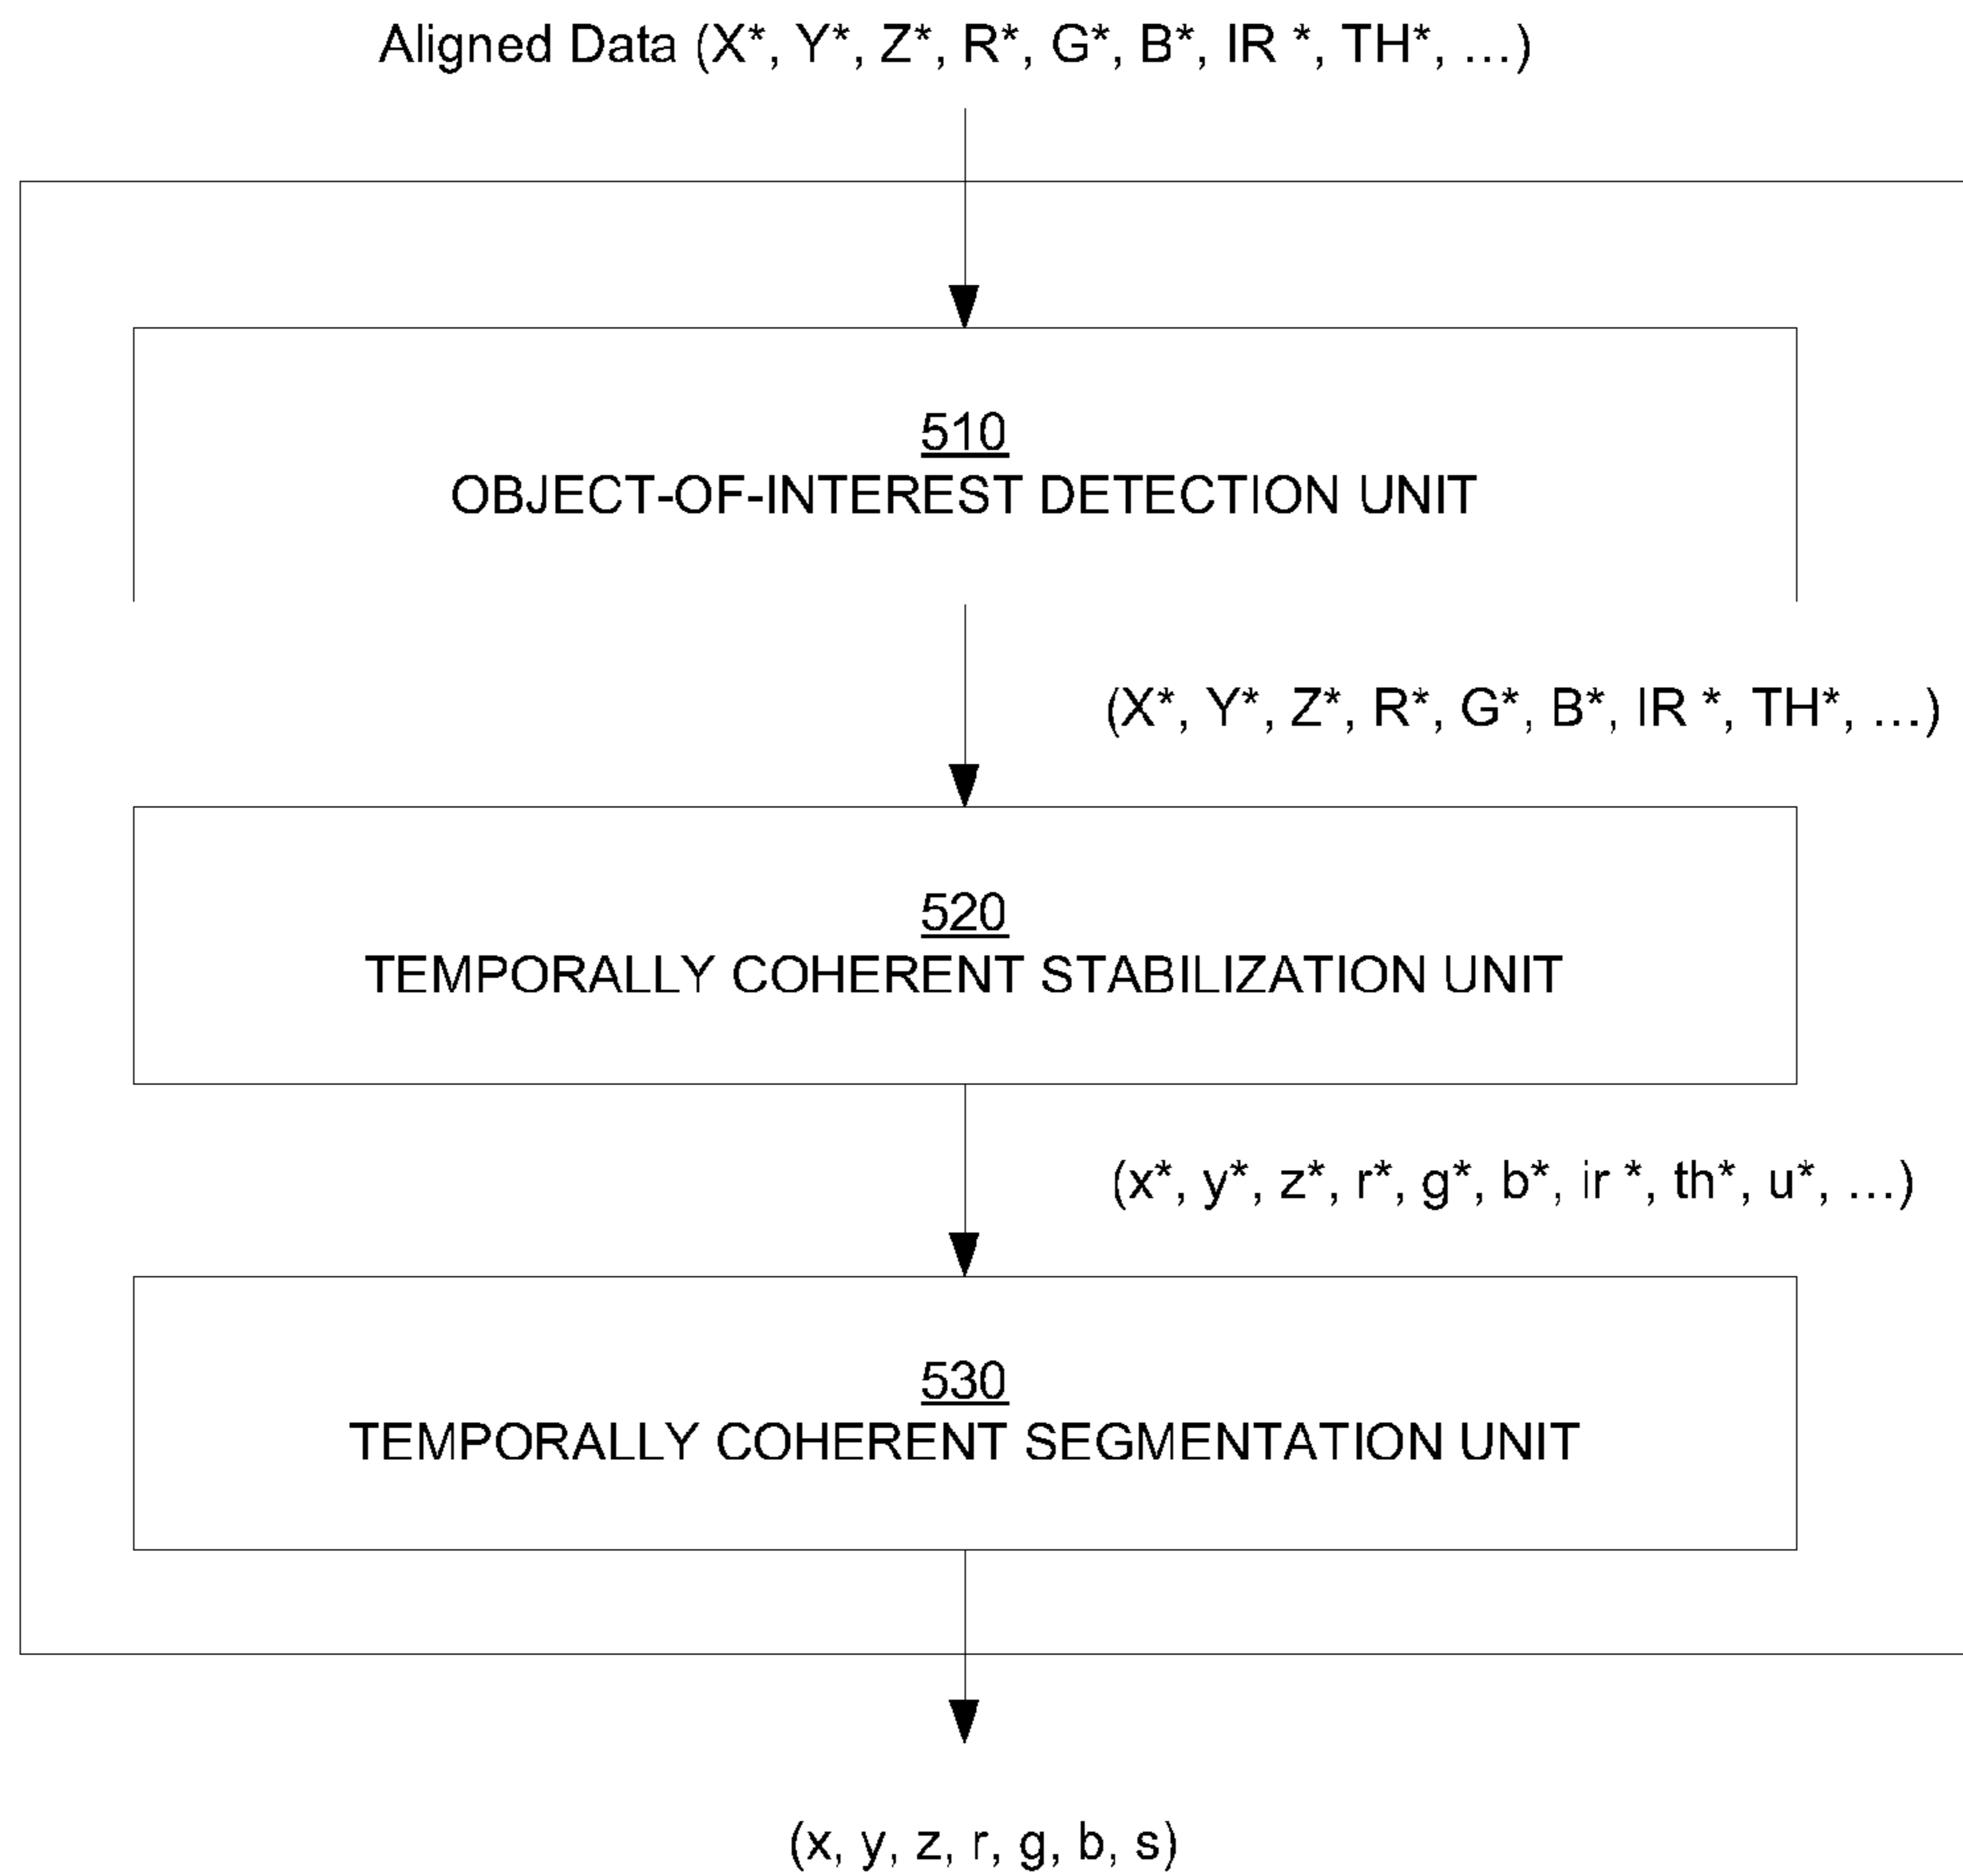 Aligned Data (X*, Y*, Z*, R*, G*, B*, IR *, TH*, ...)
510
OBJECT-OF-INTEREST DETECTION UNIT
(X*, Y*, Z*, R*, G*, B*, IR *, TH*, ...)
520
TEMPORALLY COHERENT STABILIZATION UNIT
(x*, y*, z*, r*, g*, b*, ir *, th*, u*, ...)
530
TEMPORALLY COHERENT SEGMENTATION UNIT
(x, y, z, r, g, b, s)